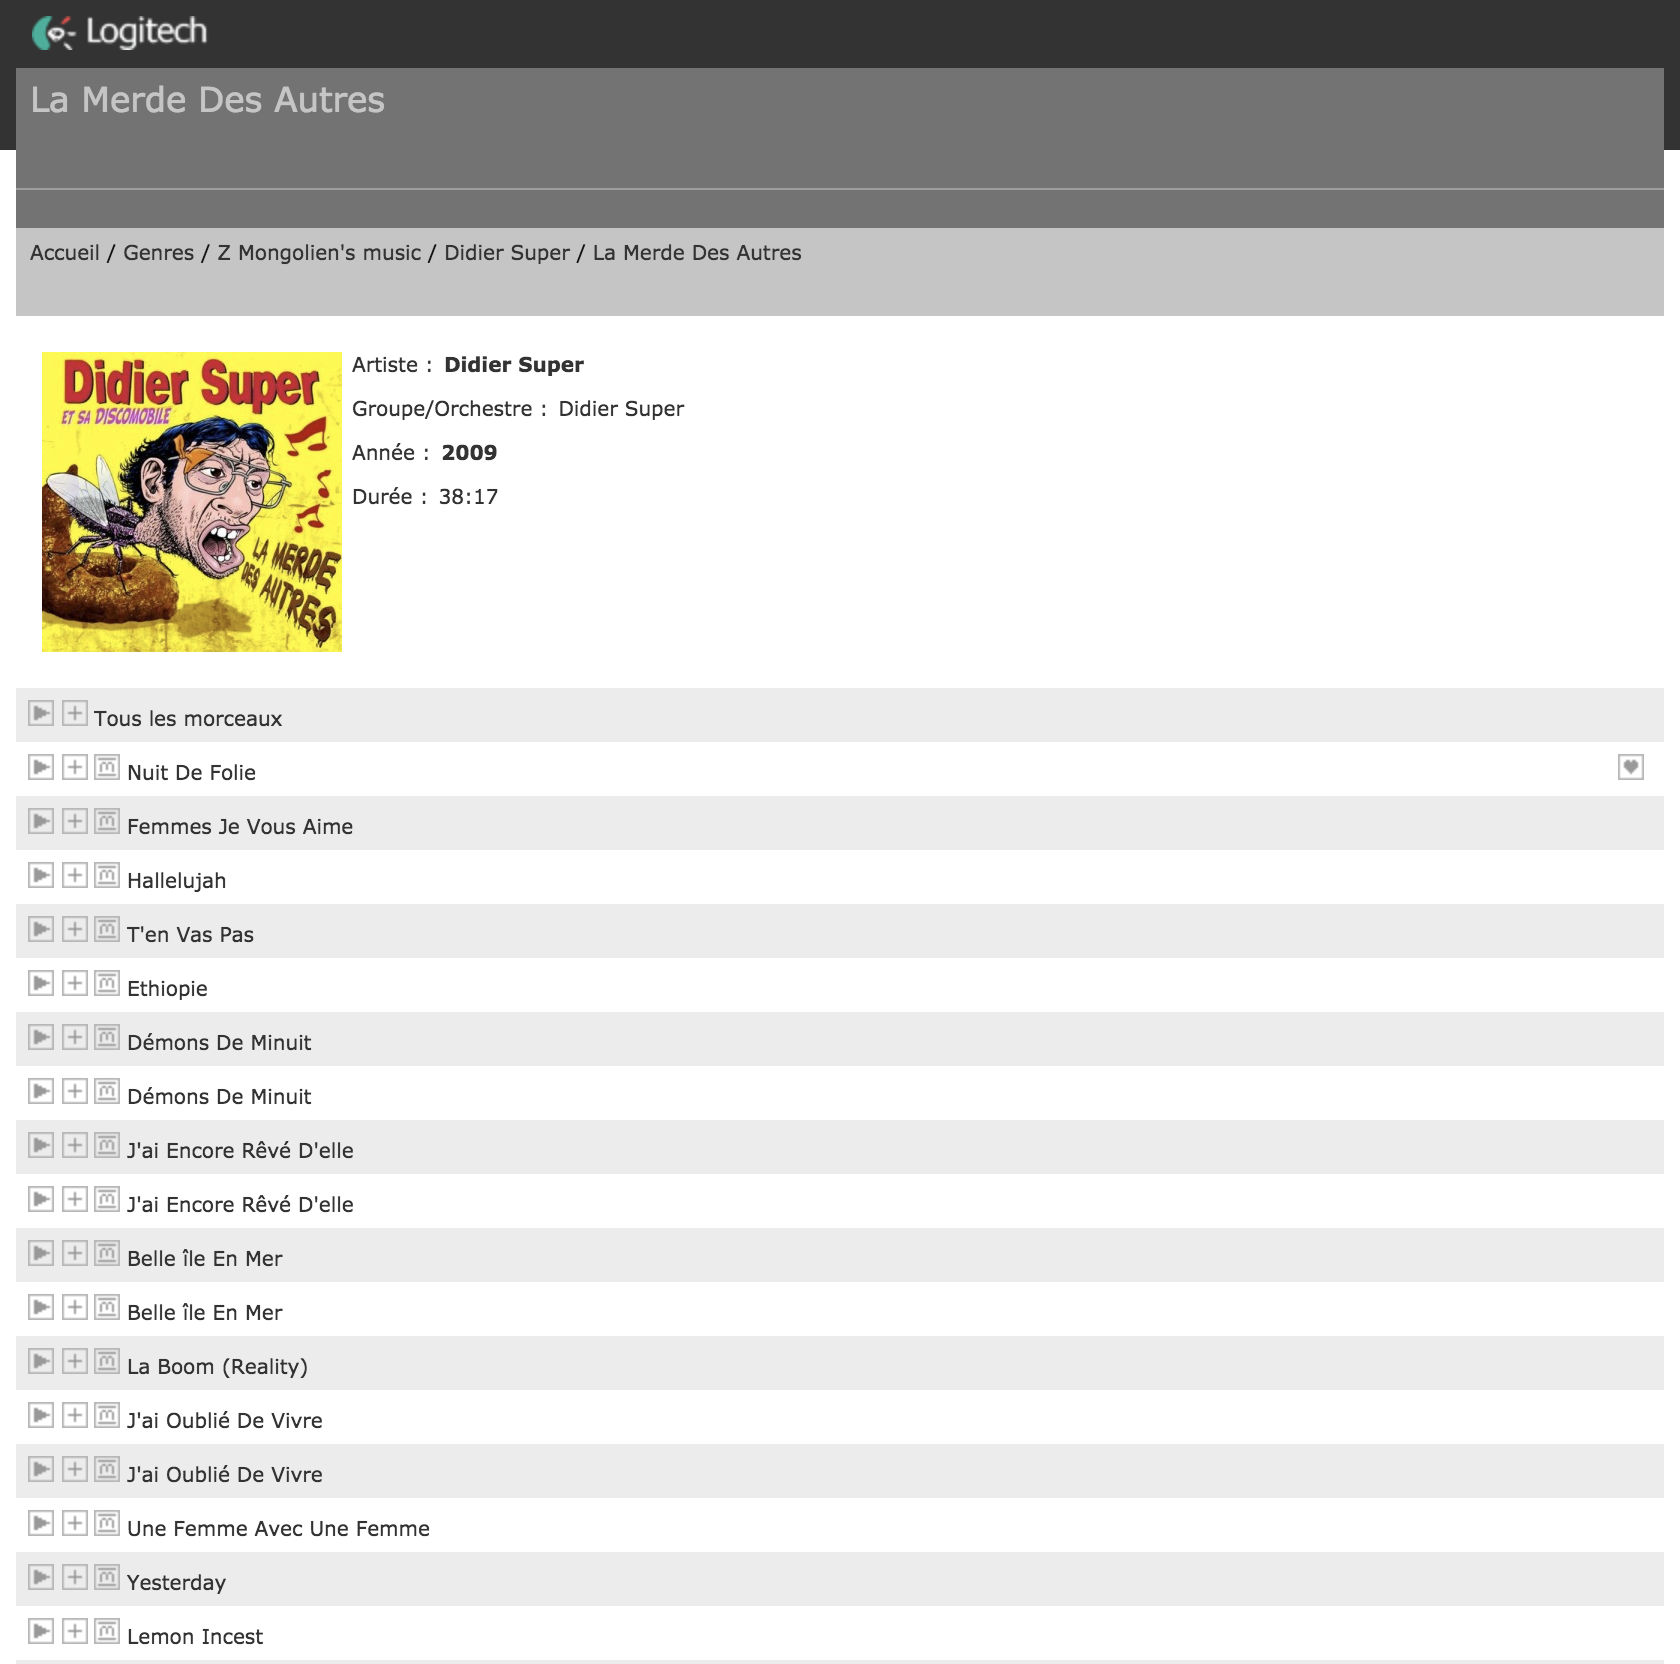 Logitech
La Merde Des Autres
Accueil / Genres / Z Mongolien's music / Didier Super / La Merde Des Autres
Didier Super
ET SA DISCOMOBILE
LA MERDE
DES AUTRES
Artiste : Didier Super
Groupe/Orchestre : Didier Super
Année : 2009
Durée : 38:17
Tous les morceaux
Nuit De Folie
Femmes Je Vous Aime
Hallelujah
T'en Vas Pas
Ethiopie
Démons De Minuit
Démons De Minuit
J'ai Encore Rêvé D'elle
J'ai Encore Rêvé D'elle
Belle île En Mer
Belle île En Mer
La Boom (Reality)
J'ai Oublié De Vivre
J'ai Oublié De Vivre
Une Femme Avec Une Femme
Yesterday
Lemon Incest